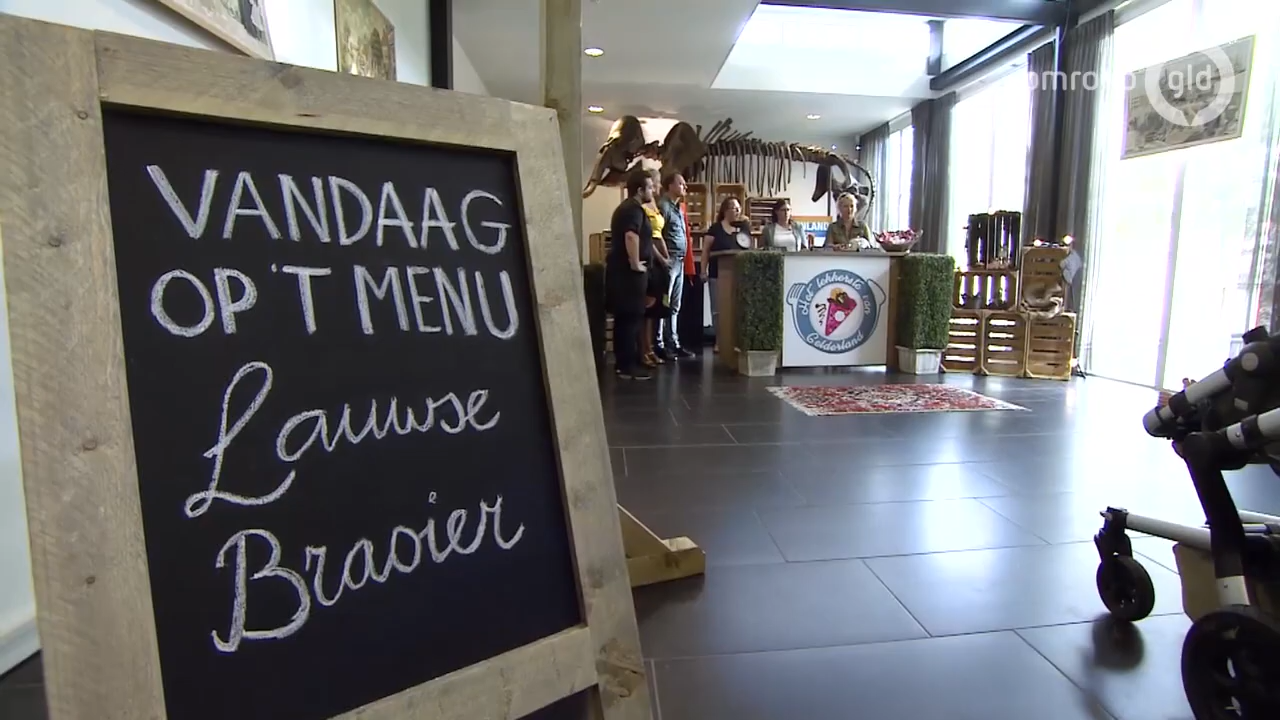 omroep gld
VANDAAG
OP 'T MENU
Lauwse
Braoier
Het lekkerste van
Gelderland